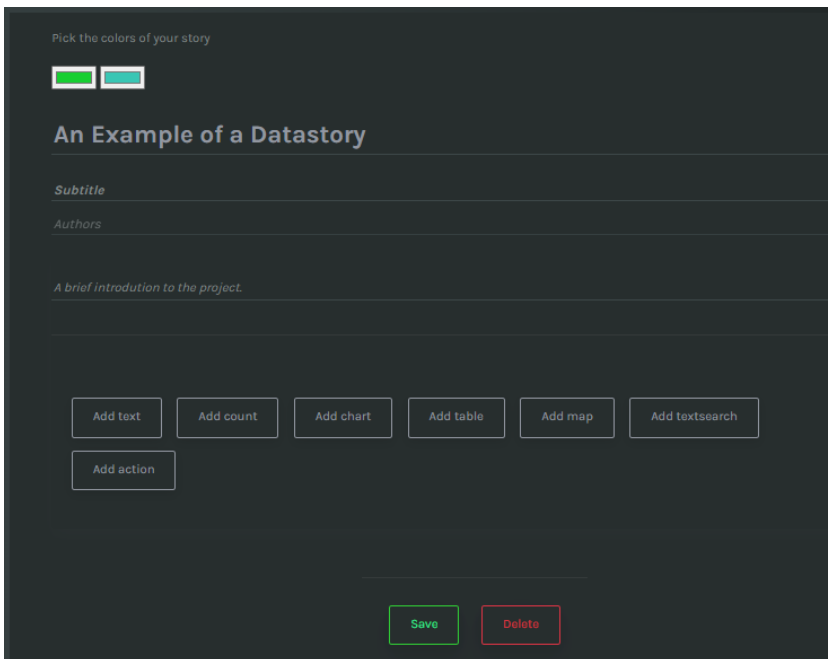 Pick the colors of your story
An Example of a Datastory
Subtitle
Authors
A brief introdution to the project.
Add text Add count Add chart Add table Add map Add textsearch
Add action
Save Delete